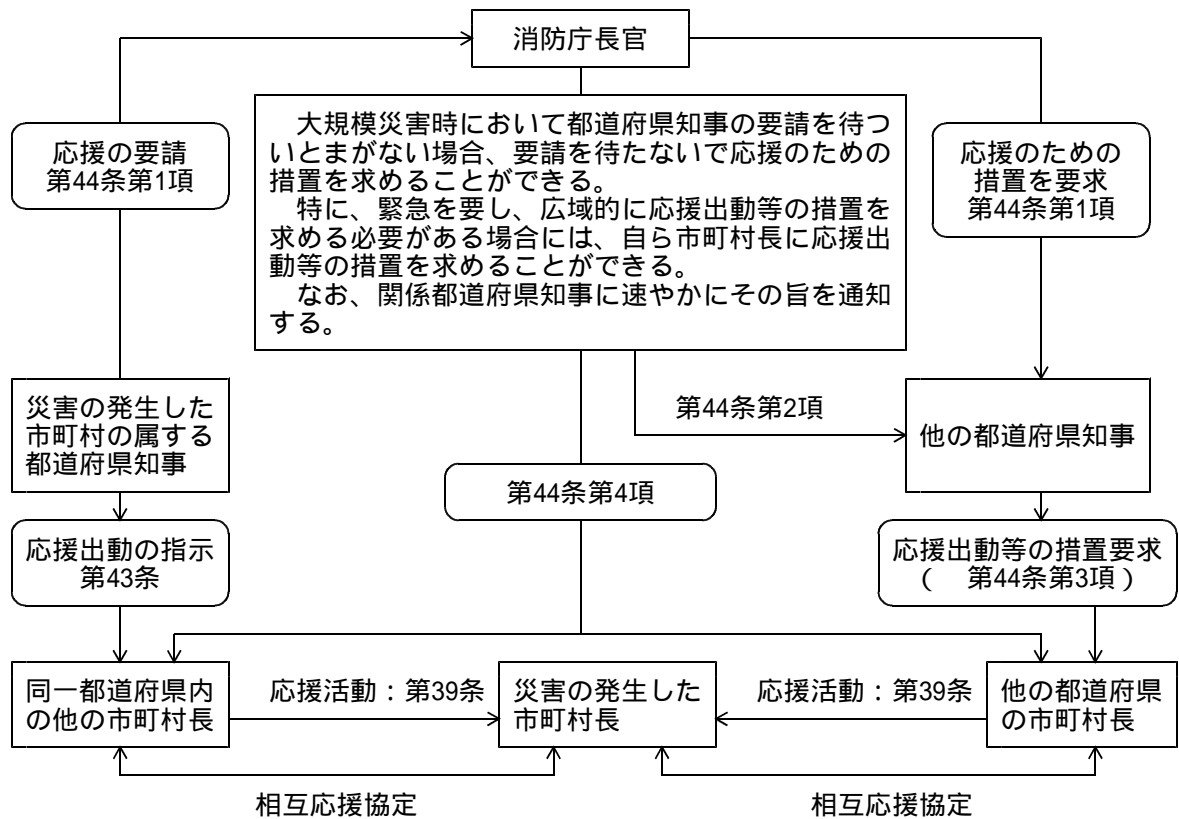 消防庁長官
応援の要請
第44条第1項
　大規模災害時において都道府県知事の要請を待つ
いとまがない場合、要請を待たないで応援のための
措置を求めることができる。
　特に、緊急を要し、広域的に応援出動等の措置を
求める必要がある場合には、自ら市町村長に応援出
動等の措置を求めることができる。
　なお、関係都道府県知事に速やかにその旨を通知
する。
応援のための
措置を要求
第44条第1項
災害の発生した
市町村の属する
都道府県知事
第44条第2項
他の都道府県知事
第44条第4項
応援出動の指示
第43条
応援出動等の措置要求
(　第44条第3項 )
同一都道府県内
の他の市町村長
応援活動：第39条
災害の発生した
市町村長
応援活動：第39条
他の都道府県
の市町村長
相互応援協定
相互応援協定